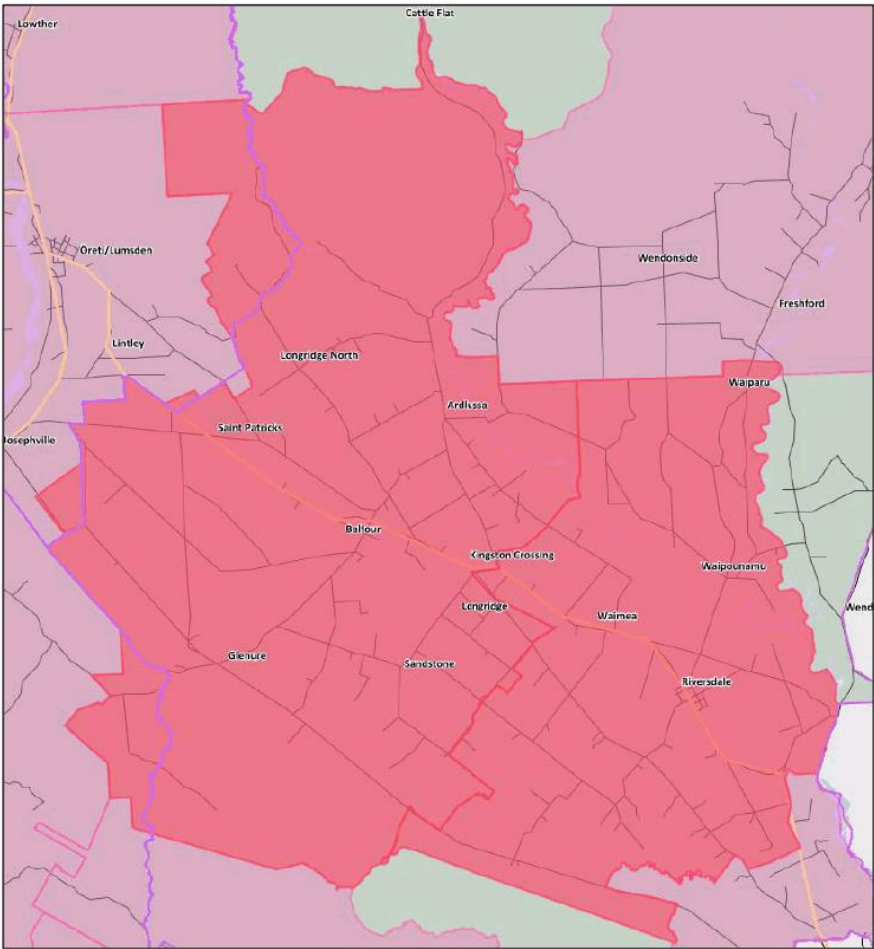 Cattle Flat
Lowther
Oreti/Lumsden
Wendonside
Freshford
Lintley
Longridge North
Waiparu
Ardlussa
Saint Patricks
Josephville
Balfour
Kingston Crossing
Waipounamu
Longridge
Waimea
Wend
Glenure
Sandstone
Riversdale